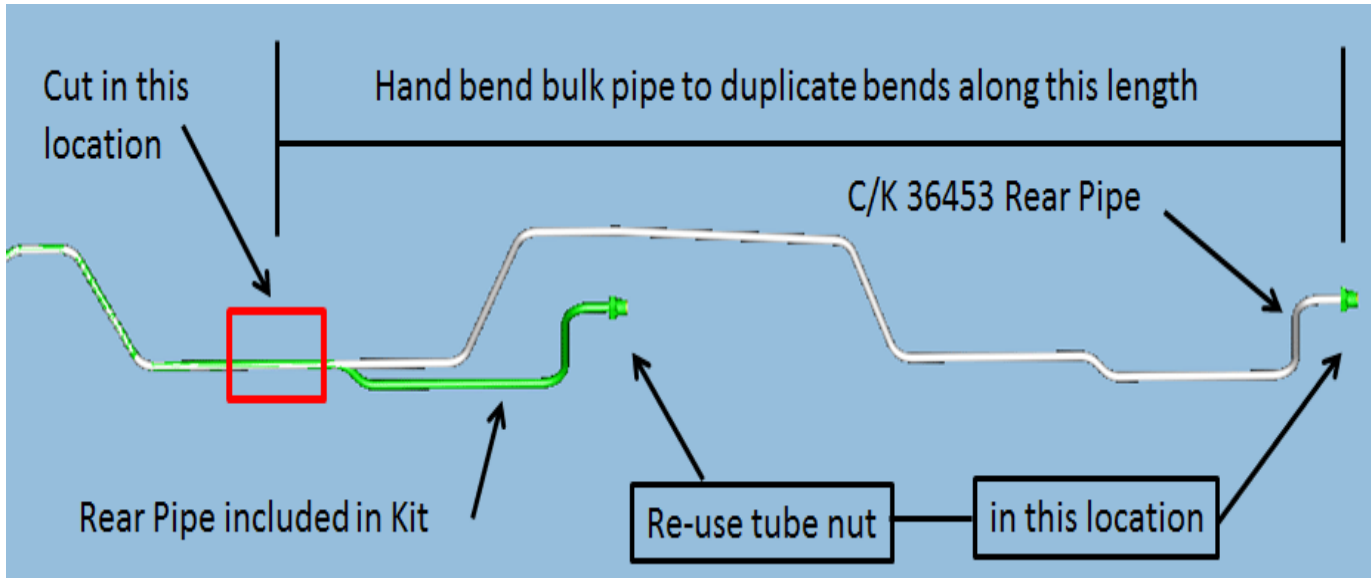 Cut in this
location
Hand bend bulk pipe to duplicate bends along this length
C/K 36453 Rear Pipe
Rear Pipe included in Kit
Re-use tube nut
in this location